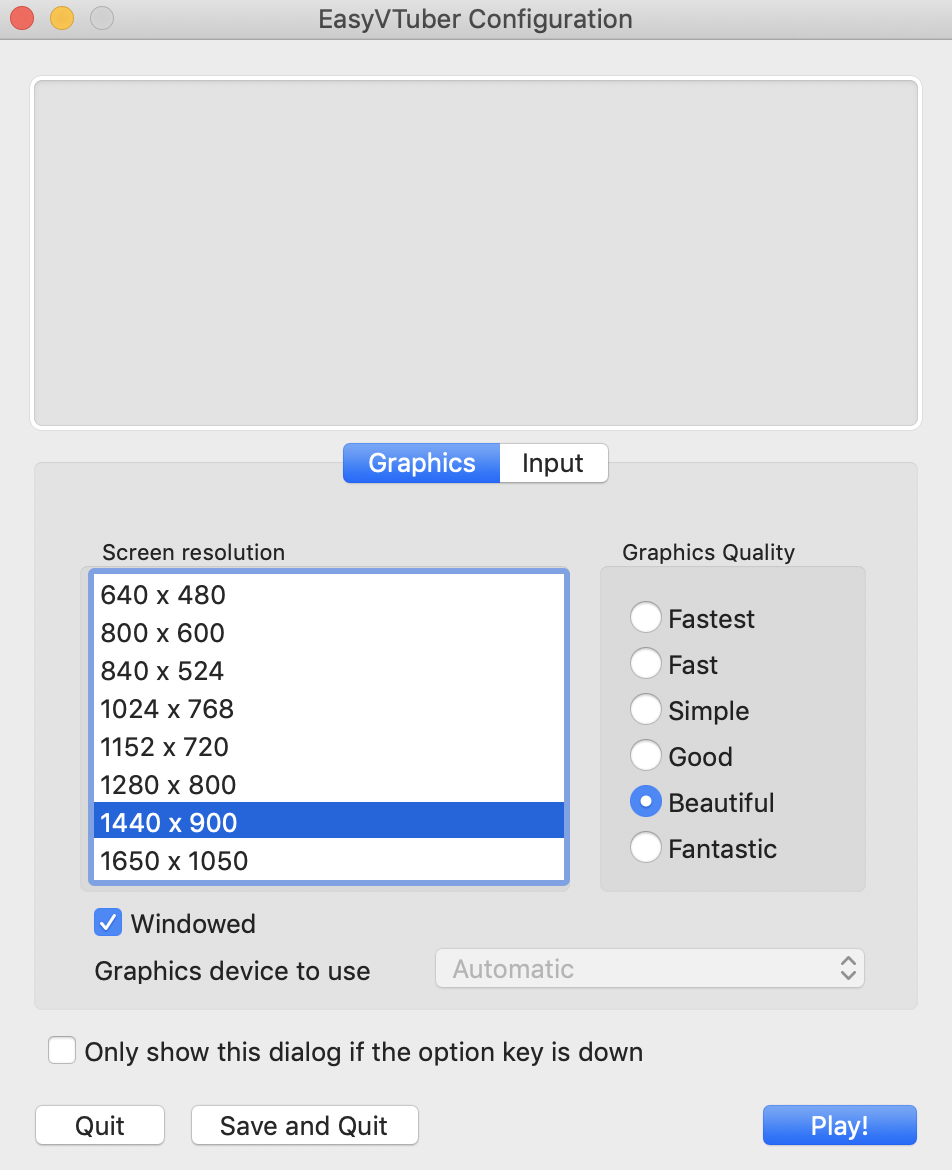 EasyVTuber Configuration
Graphics Input
Screen resolution
640 x 480
800 x 600
840 x 524
1024 x 768
1152 x 720
1280 x 800
1440 x 900
1650 x 1050
Graphics Quality
Fastest
Fast
Simple
Good
Beautiful
Fantastic
Windowed
Graphics device to use Automatic
Only show this dialog if the option key is down
Quit Save and Quit Play!